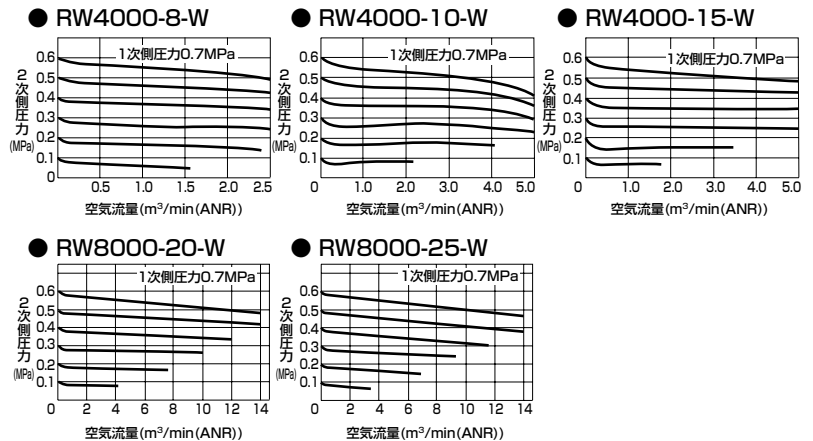 ● RW4000-8-W
1次側圧力0.7MPa
2次側圧力
(MPa)
0.6
0.5
0.4
0.3
0.2
0.1
0
0.5 1.0 1.5 2.0 2.5
空気流量(m³/min(ANR))
● RW4000-10-W
1次側圧力0.7MPa
2次側圧力
(MPa)
0.6
0.5
0.4
0.3
0.2
0.1
0 1.0 2.0 3.0 4.0 5.0
空気流量(m³/min(ANR))
● RW4000-15-W
1次側圧力0.7MPa
2次側圧力
(MPa)
0.6
0.5
0.4
0.3
0.2
0.1
0 1.0 2.0 3.0 4.0 5.0
空気流量(m³/min(ANR))
● RW8000-20-W
1次側圧力0.7MPa
2次側圧力
(MPa)
0.6
0.5
0.4
0.3
0.2
0.1
0 2 4 6 8 10 12 14
空気流量(m³/min(ANR))
● RW8000-25-W
1次側圧力0.7MPa
2次側圧力
(MPa)
0.6
0.5
0.4
0.3
0.2
0.1
0 2 4 6 8 10 12 14
空気流量(m³/min(ANR))